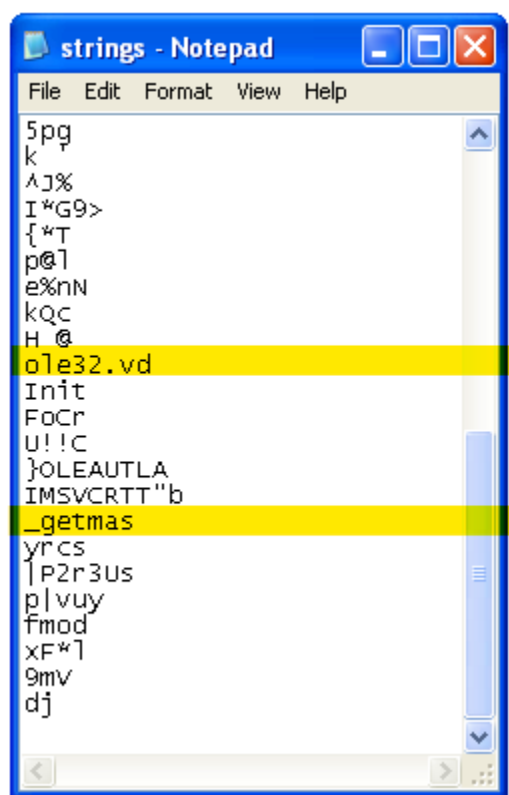 strings - Notepad
File Edit Format View Help
5pg
k '
^J%
I*G9>
{*T
p@l
e%nN
kQc
H @
ole32.vd
Init
FoCr
U!!C
}OLEAUTLA
IMSVCRTT"b
_getmas
yrcs
|P2r3Us
p|vuy
fmod
xF*l
9mV
dj